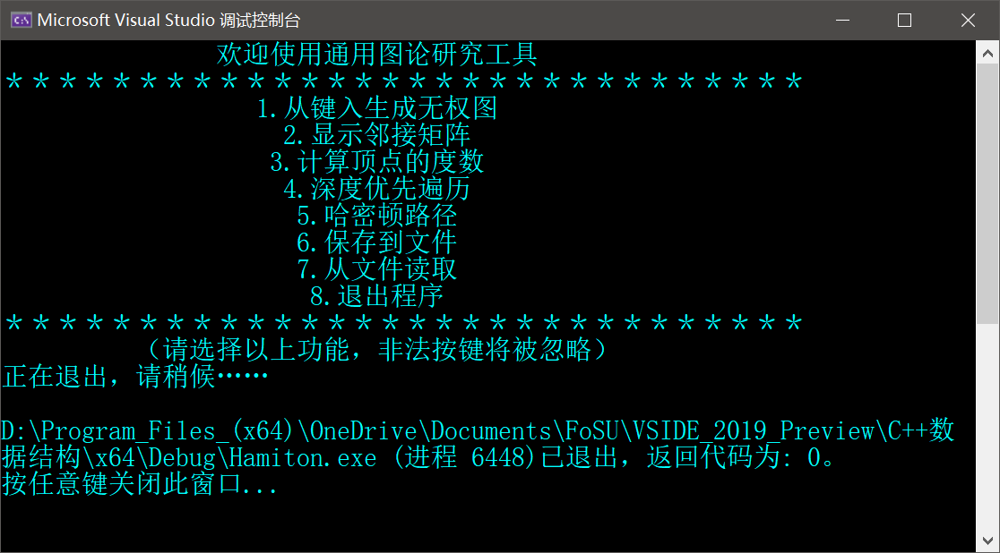 Microsoft Visual Studio 调试控制台
欢迎使用通用图论研究工具
* * * * * * * * * * * * * * * * * * * * * * * * * * * * * *
1.从键入生成无权图
2.显示邻接矩阵
3.计算顶点的度数
4.深度优先遍历
5.哈密顿路径
6.保存到文件
7.从文件读取
8.退出程序
* * * * * * * * * * * * * * * * * * * * * * * * * * * * * *
（请选择以上功能，非法按键将被忽略）
正在退出，请稍候……
D:\Program_Files_(x64)\OneDrive\Documents\FoSU\VSIDE_2019_Preview\C++数
据结构\x64\Debug\Hamiton.exe (进程 6448)已退出，返回代码为: 0。
按任意键关闭此窗口...